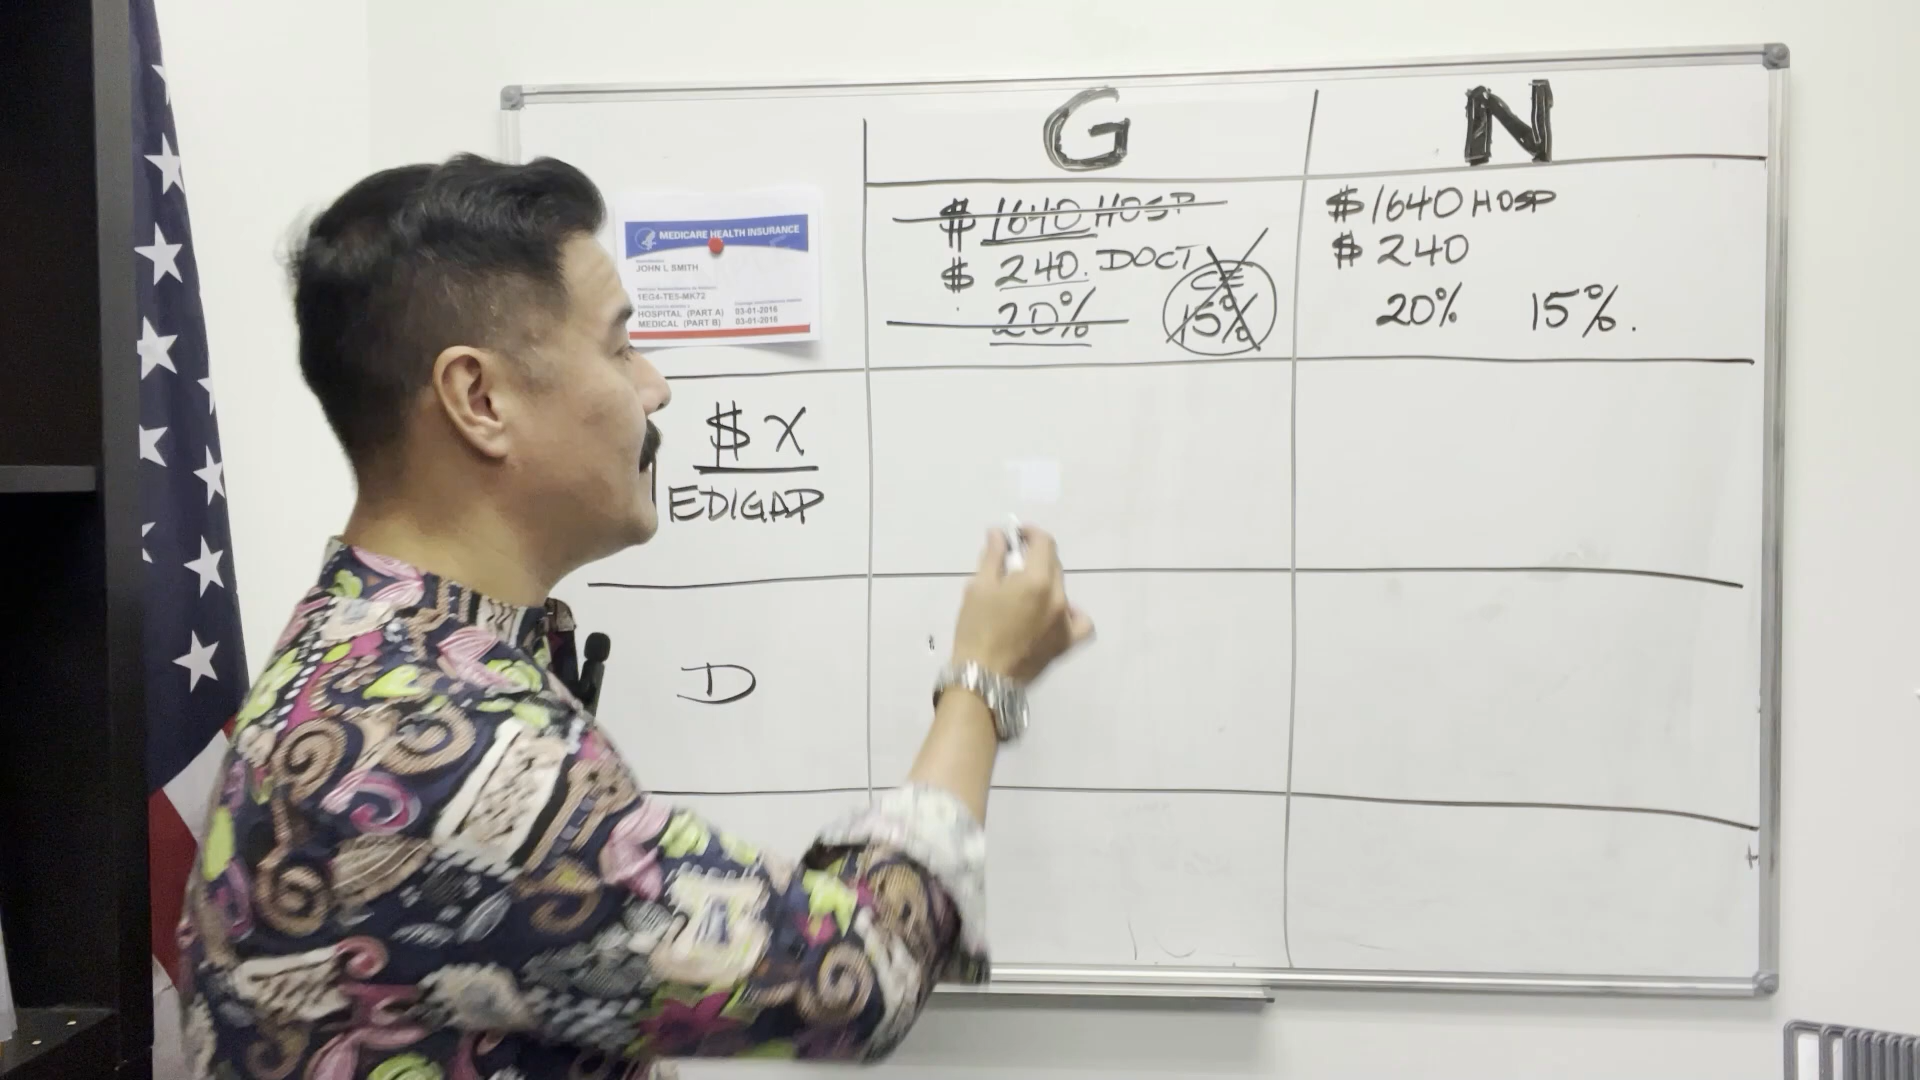 G
N
MEDICARE HEALTH INSURANCE
JOHN L SMITH
1EG4-TE5-MK72
HOSPITAL (PART A) 03-01-2016
MEDICAL (PART B) 03-01-2016
$ 1640 HOSP
$ 240. DOCT
20%
15%
$ 1640 HOSP
$ 240
20% 15%.
$ X
EDIGAP
D